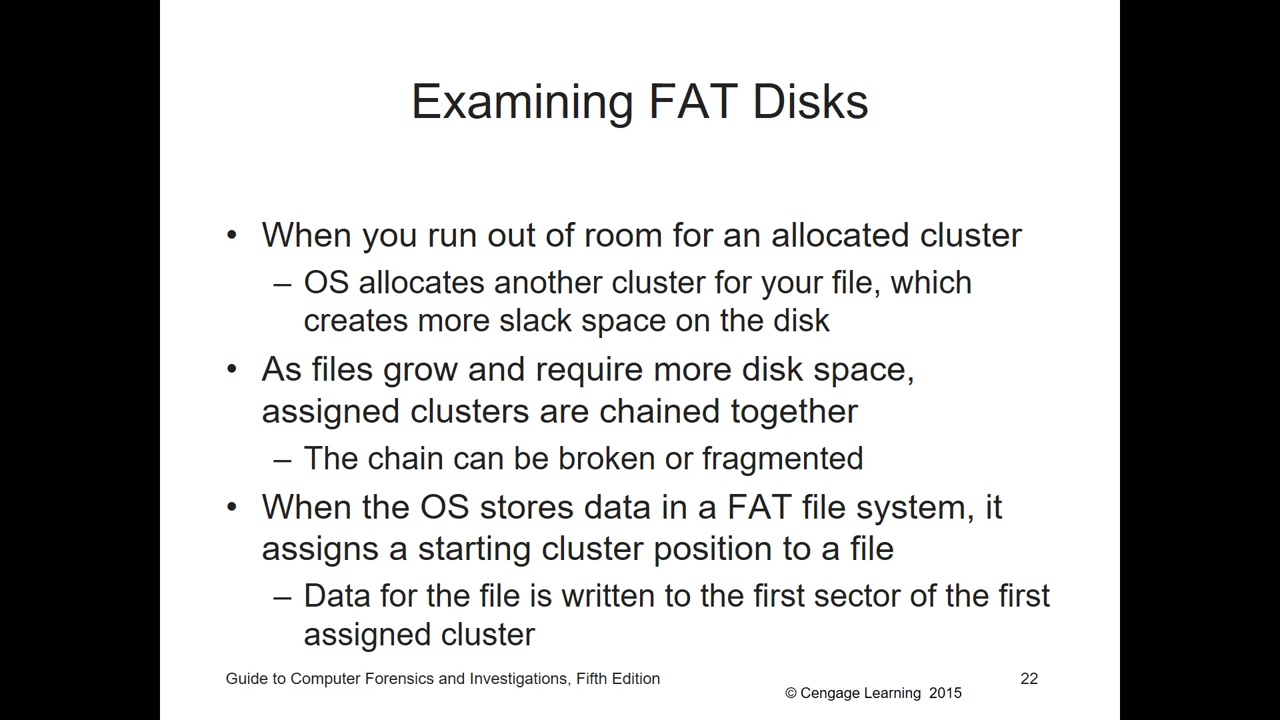 Examining FAT Disks
• When you run out of room for an allocated cluster
– OS allocates another cluster for your file, which
creates more slack space on the disk
• As files grow and require more disk space,
assigned clusters are chained together
– The chain can be broken or fragmented
• When the OS stores data in a FAT file system, it
assigns a starting cluster position to a file
– Data for the file is written to the first sector of the first
assigned cluster
Guide to Computer Forensics and Investigations, Fifth Edition
22
© Cengage Learning 2015